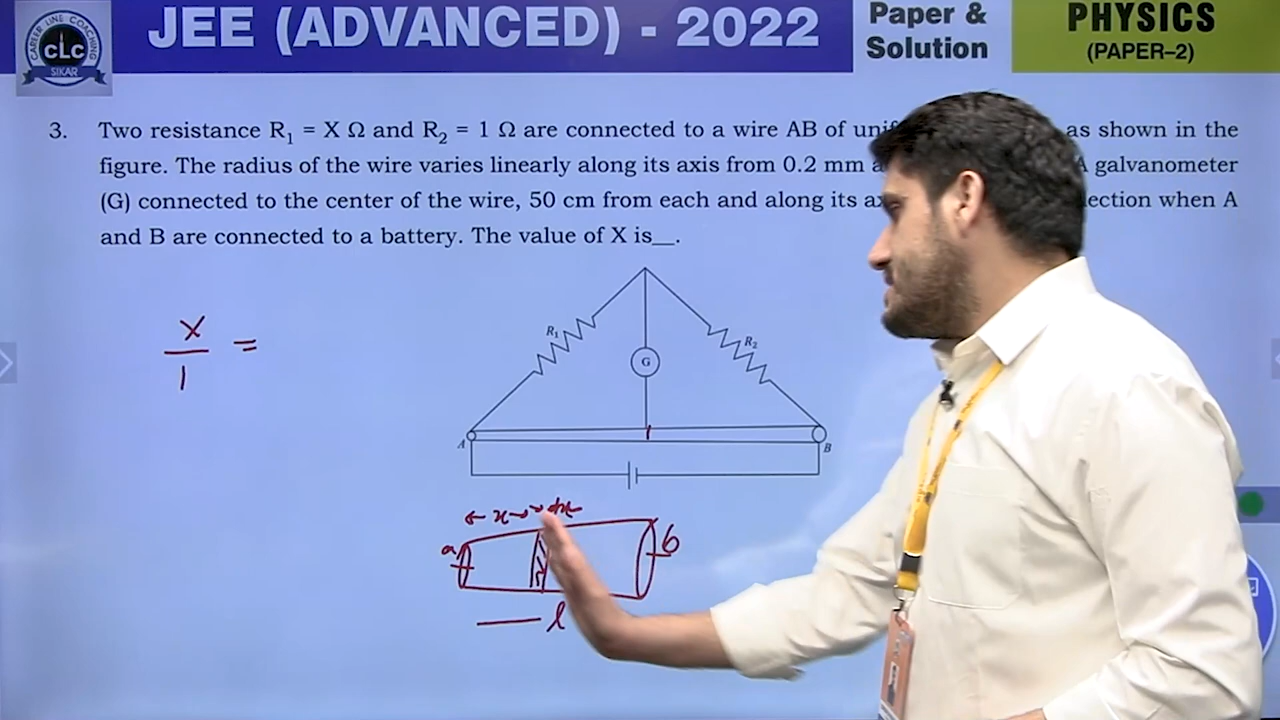 CAREER LINE COACHING
CLC
SIKAR
JEE (ADVANCED) - 2022
Paper &
Solution
PHYSICS
(PAPER–2)
3. Two resistance R₁ = X Ω and R₂ = 1 Ω are connected to a wire AB of as shown in the
figure. The radius of the wire varies linearly along its axis from 0.2 mm galvanometer
(G) connected to the center of the wire, 50 cm from each and along its when A
and B are connected to a battery. The value of X is__.
x
1 =
R₁
R₂
G
A
B
x
dx
a
b
l